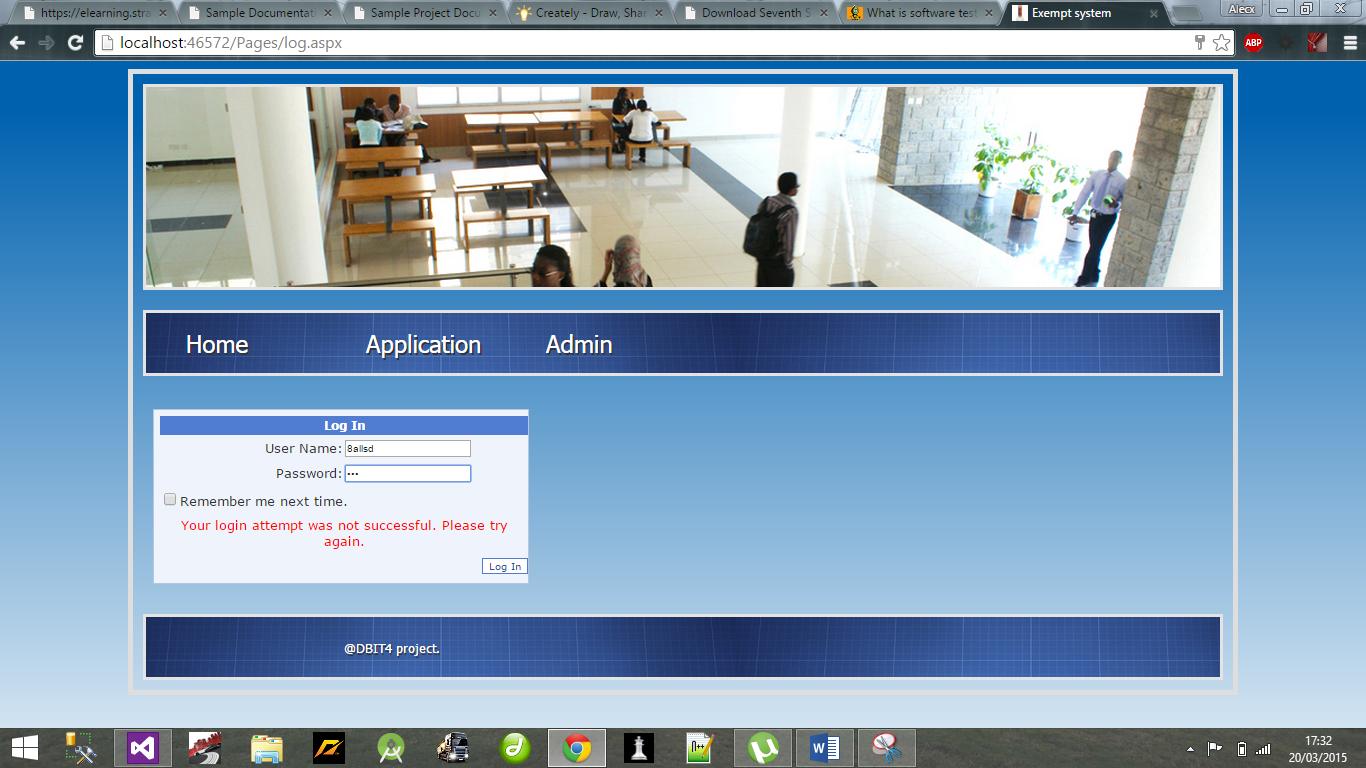 https://elearning.stra
Sample Documentati
Sample Project Docu
Creately - Draw, Shar
Download Seventh S
What is software test
Exempt system
Alecx
localhost:46572/Pages/log.aspx
ABP
Home Application Admin
Log In
User Name: 8allsd
Password: •••
Remember me next time.
Your login attempt was not successful. Please try
again.
Log In
@DBIT4 project.
17:32
20/03/2015